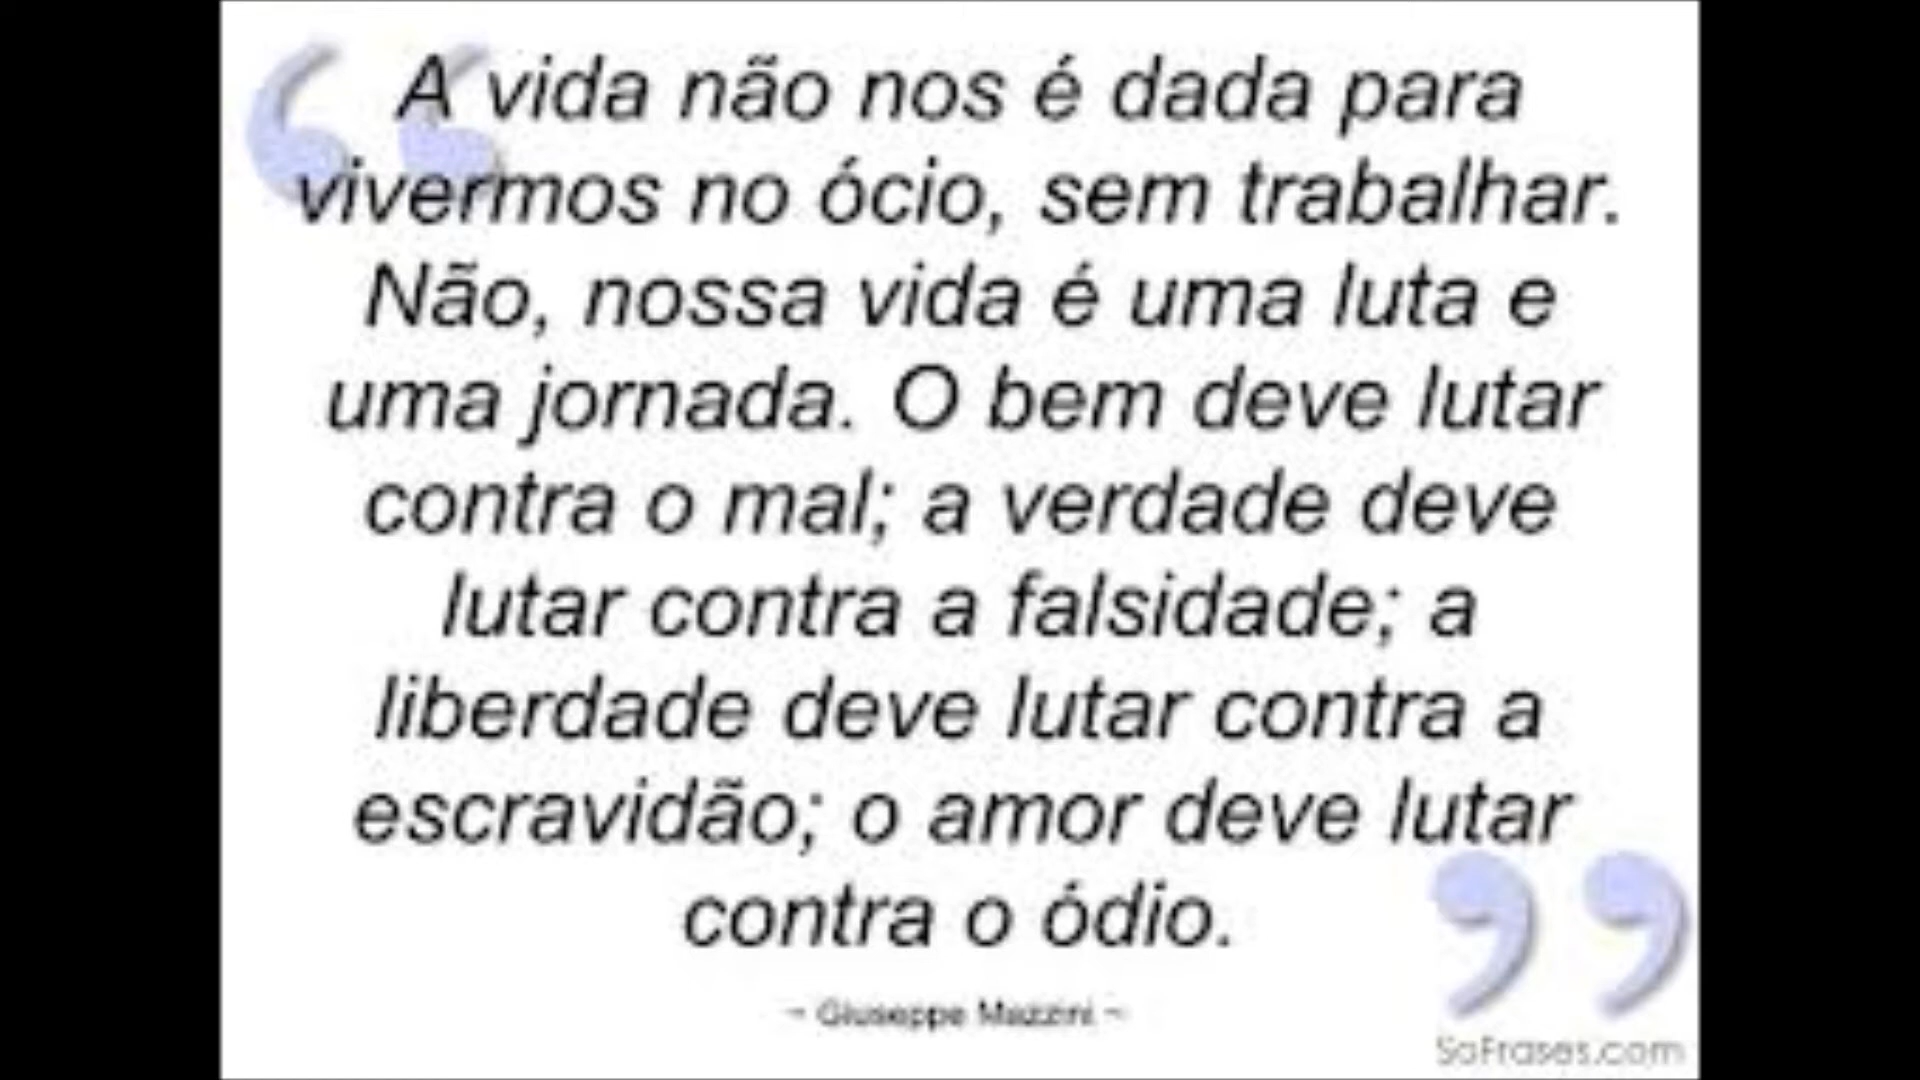 A vida não nos é dada para
vivermos no ócio, sem trabalhar.
Não, nossa vida é uma luta e
uma jornada. O bem deve lutar
contra o mal; a verdade deve
lutar contra a falsidade; a
liberdade deve lutar contra a
escravidão; o amor deve lutar
contra o ódio.
~ Giuseppe Mazzini ~
SoFrases.com